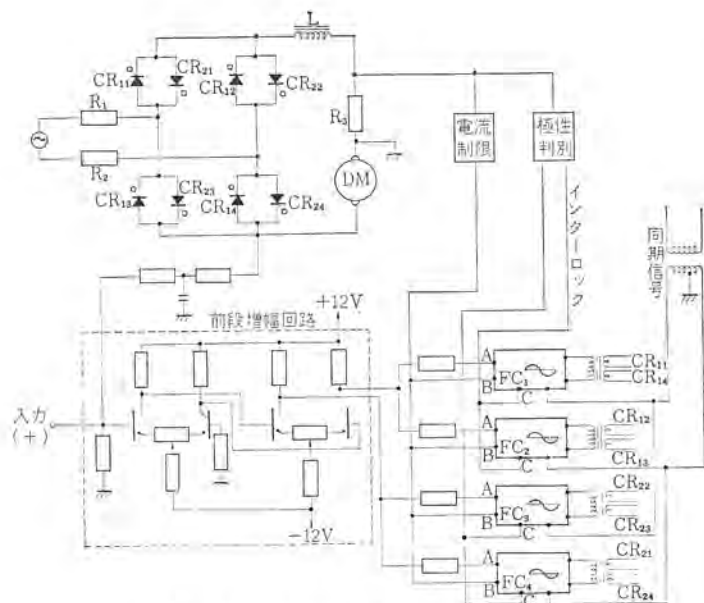 L
CR₁₁
CR₂₁
CR₁₂
CR₂₂
R₁
R₂
R₃
DM
CR₁₃
CR₂₃
CR₁₄
CR₂₄
電流
制限
極性
判別
インターロック
同期信号
+12V
前段増幅回路
入力
(+)
-12V
A
B
C
FC₁
CR₁₁
CR₁₄
A
B
C
FC₂
CR₁₂
CR₁₃
A
B
C
FC₃
CR₂₂
CR₂₃
A
B
C
FC₄
CR₂₁
CR₂₄